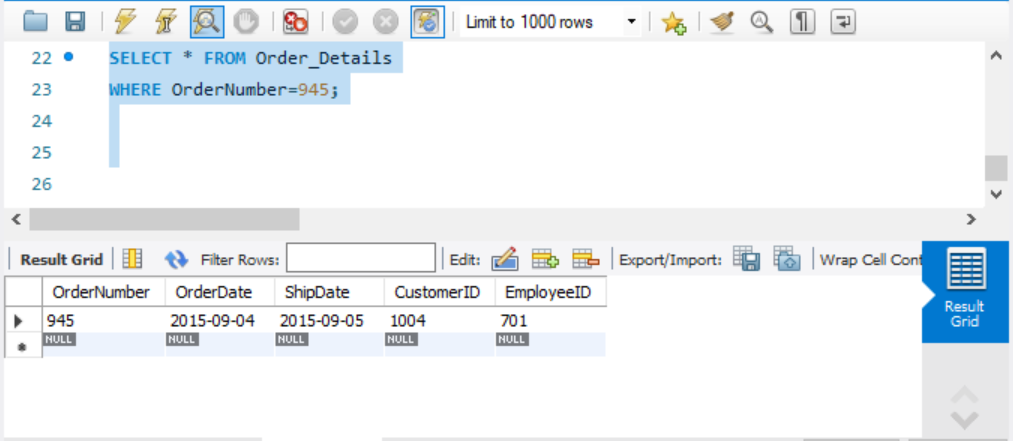 Limit to 1000 rows
22 SELECT * FROM Order_Details
23 WHERE OrderNumber=945;
24
25
26
Result Grid Filter Rows: Edit: Export/Import: Wrap Cell Cont
OrderNumber OrderDate ShipDate CustomerID EmployeeID
945 2015-09-04 2015-09-05 1004 701
NULL NULL NULL NULL NULL
Result
Grid